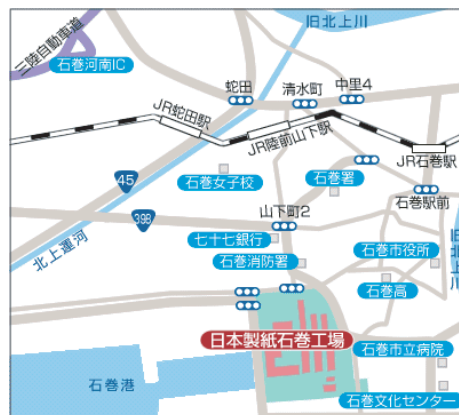 旧北上川
三陸自動車道
石巻河南IC
蛇田
清水町
中里4
JR蛇田駅
JR陸前山下駅
JR石巻駅
45
石巻女子校
石巻署
石巻駅前
398
山下町2
北上運河
七十七銀行
石巻市役所
旧北上川
石巻消防署
石巻高
日本製紙石巻工場
石巻市立病院
石巻港
石巻文化センター